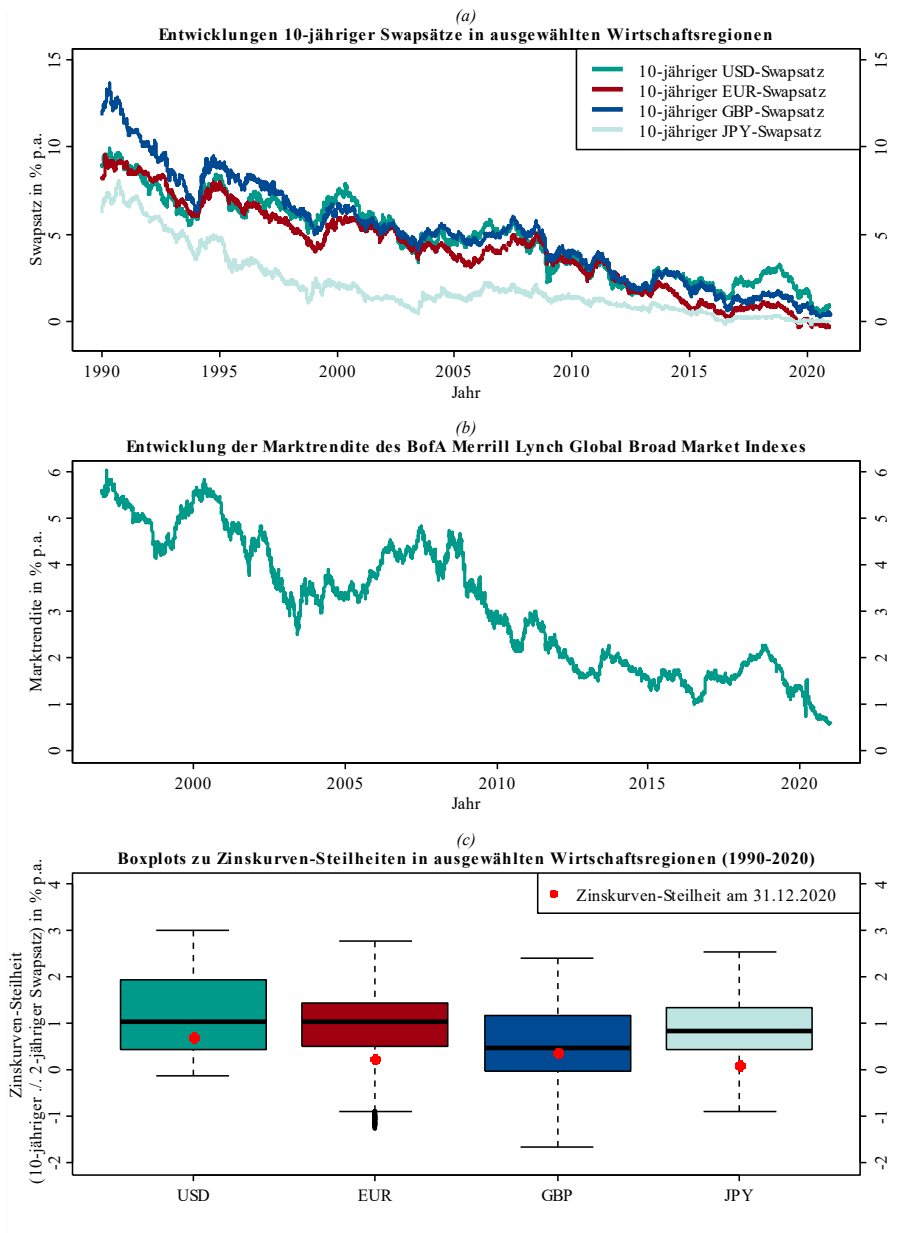 (a)
Entwicklungen 10-jähriger Swapsätze in ausgewählten Wirtschaftsregionen
10-jähriger USD-Swapsatz
10-jähriger EUR-Swapsatz
10-jähriger GBP-Swapsatz
10-jähriger JPY-Swapsatz
Swapsatz in % p.a.
15
10
5
0
15
10
5
0
1990 1995 2000 2005 2010 2015 2020
Jahr
(b)
Entwicklung der Marktrendite des BofA Merrill Lynch Global Broad Market Indexes
Marktrendite in % p.a.
6
5
4
3
2
1
0
6
5
4
3
2
1
0
2000 2005 2010 2015 2020
Jahr
(c)
Boxplots zu Zinskurven-Steilheiten in ausgewählten Wirtschaftsregionen (1990-2020)
Zinskurven-Steilheit am 31.12.2020
Zinskurven-Steilheit
(10-jähriger ./. 2-jähriger Swapsatz) in % p.a.
4
3
2
1
0
-1
-2
4
3
2
1
0
-1
-2
USD EUR GBP JPY